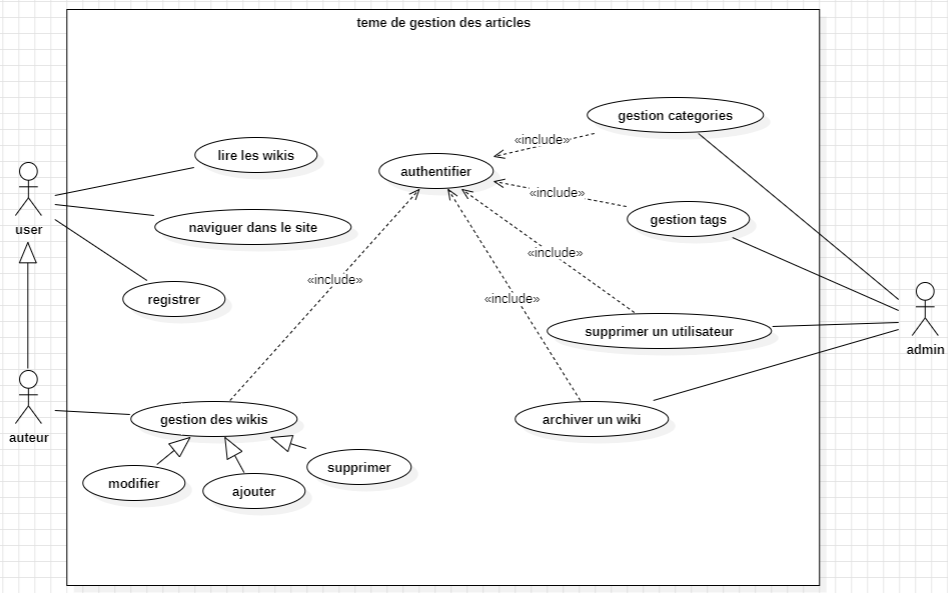 teme de gestion des articles
gestion categories
«include»
lire les wikis
authentifier
«include»
user
naviguer dans le site
gestion tags
«include»
«include»
registrer
«include»
supprimer un utilisateur
admin
auteur
gestion des wikis
archiver un wiki
modifier
ajouter
supprimer